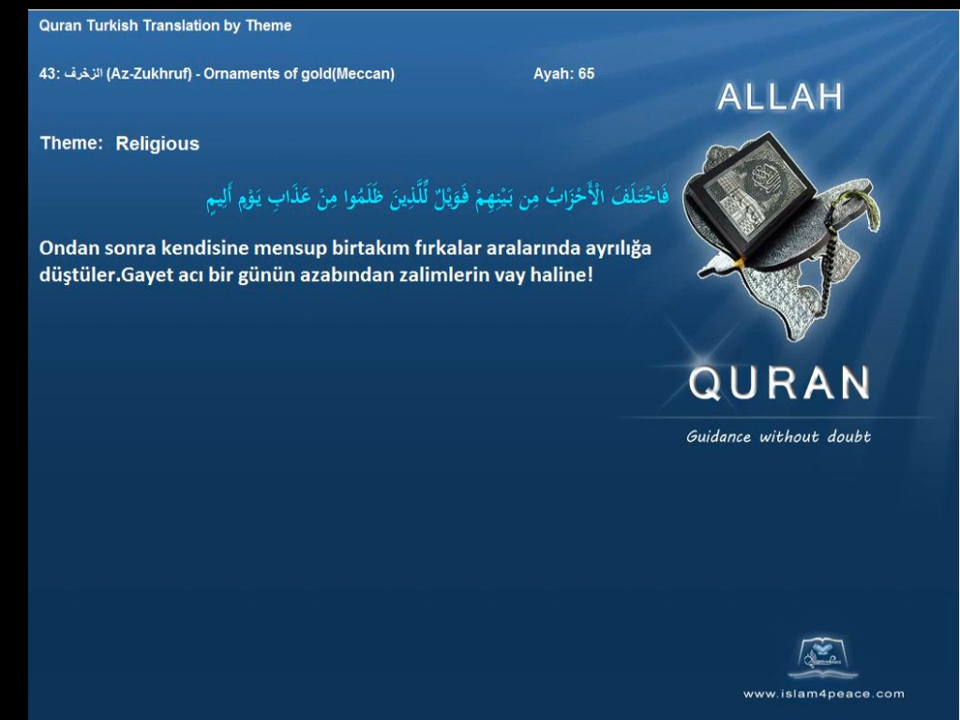 Quran Turkish Translation by Theme
43: الزخرف (Az-Zukhruf) - Ornaments of gold(Meccan) Ayah: 65
ALLAH
Theme: Religious
فَاخْتَلَفَ الْأَحْزَابُ مِن بَيْنِهِمْ فَوَيْلٌ لِّلَّذِينَ ظَلَمُوا مِنْ عَذَابِ يَوْمٍ أَلِيمٍ
Ondan sonra kendisine mensup birtakım fırkalar aralarında ayrılığa
düştüler.Gayet acı bir günün azabından zalimlerin vay haline!
QURAN
Guidance without doubt
www.islam4peace.com